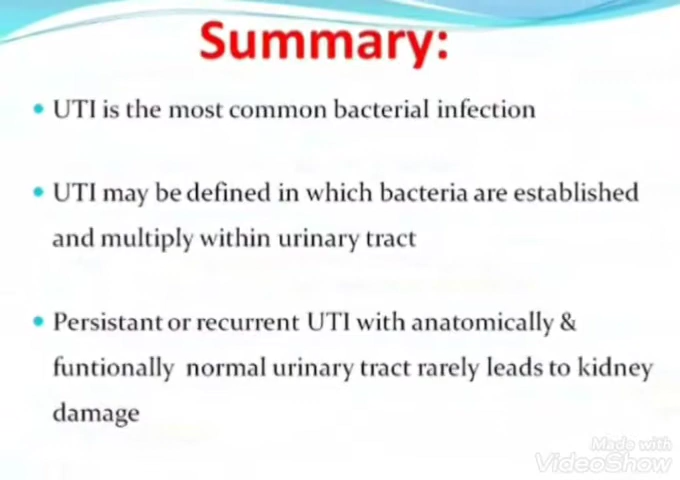 Summary:
• UTI is the most common bacterial infection
• UTI may be defined in which bacteria are established
and multiply within urinary tract
• Persistant or recurrent UTI with anatomically &
funtionally normal urinary tract rarely leads to kidney
damage
Made with
VideoShow